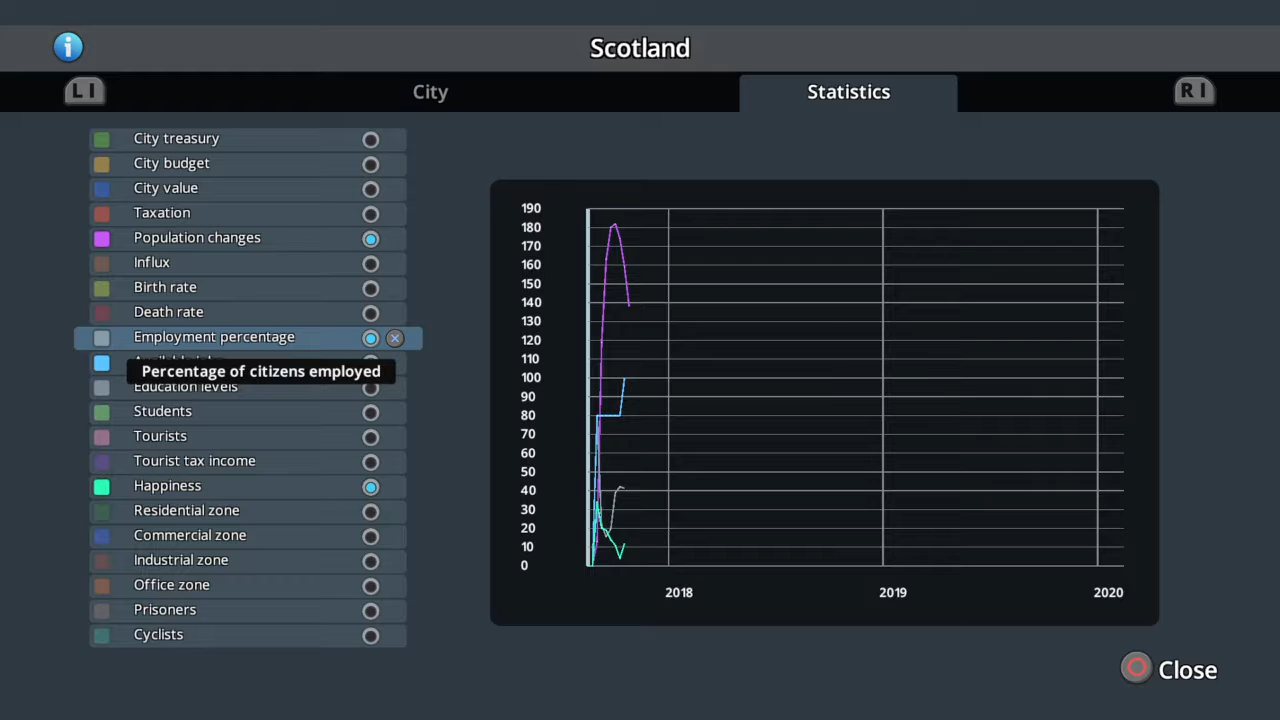 Scotland
L1
City
Statistics
R1
City treasury
City budget
City value
Taxation
Population changes
Influx
Birth rate
Death rate
Employment percentage
Percentage of citizens employed
Education levels
Students
Tourists
Tourist tax income
Happiness
Residential zone
Commercial zone
Industrial zone
Office zone
Prisoners
Cyclists
190
180
170
160
150
140
130
120
110
100
90
80
70
60
50
40
30
20
10
0
2018
2019
2020
Close